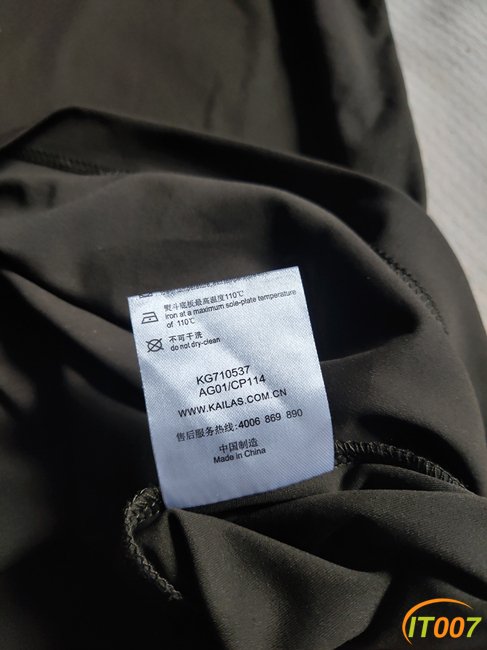 熨斗底板最高温度110℃
Iron at a maximum sole-plate temperature
of 110℃
不可干洗
do not dry-clean
KG710537
AG01/CP114
WWW.KAILAS.COM.CN
售后服务热线: 4006 869 890
中国制造
Made in China
IT007